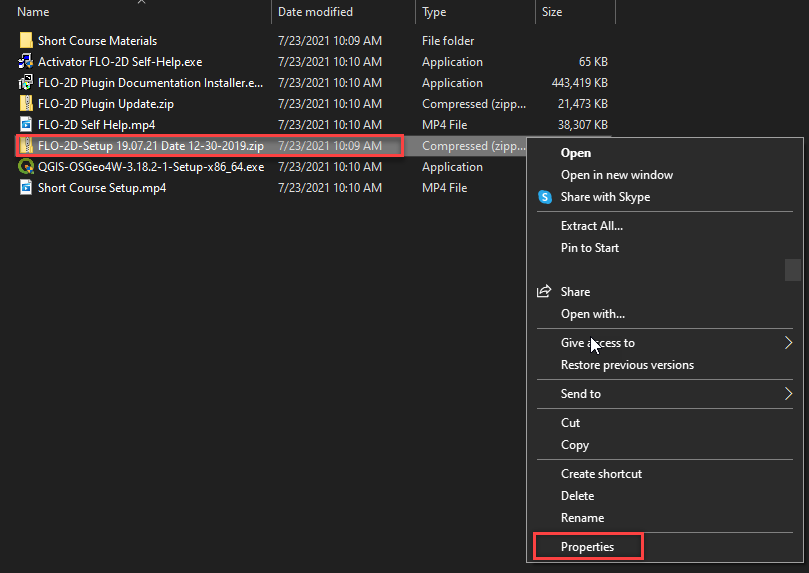 Name Date modified Type Size
Short Course Materials 7/23/2021 10:09 AM File folder
Activator FLO-2D Self-Help.exe 7/23/2021 10:10 AM Application 65 KB
FLO-2D Plugin Documentation Installer.e... 7/23/2021 10:10 AM Application 443,419 KB
FLO-2D Plugin Update.zip 7/23/2021 10:10 AM Compressed (zipp... 21,473 KB
FLO-2D Self Help.mp4 7/23/2021 10:10 AM MP4 File 38,307 KB
FLO-2D-Setup 19.07.21 Date 12-30-2019.zip 7/23/2021 10:09 AM Compressed (zipp...
QGIS-OSGeo4W-3.18.2-1-Setup-x86_64.exe 7/23/2021 10:10 AM Application
Short Course Setup.mp4 7/23/2021 10:10 AM MP4 File
Open
Open in new window
Share with Skype
Extract All...
Pin to Start
Share
Open with...
Give access to
Restore previous versions
Send to
Cut
Copy
Create shortcut
Delete
Rename
Properties